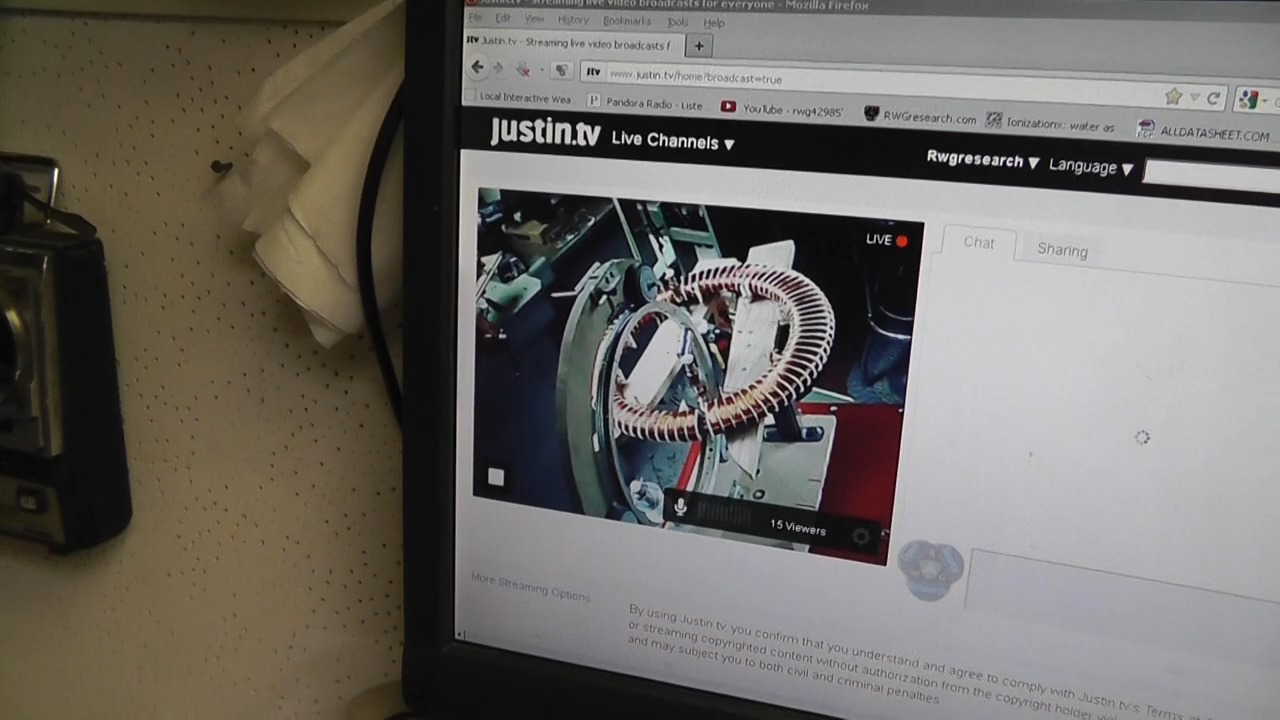 Justin.tv - Streaming live video broadcasts for everyone - Mozilla Firefox
File Edit View History Bookmarks Tools Help
jtv Justin.tv - Streaming live video broadcasts f +
jtv www.justin.tv/home?broadcast=true
Local Interactive Wea Pandora Radio - Liste YouTube - rwg42985' RWGresearch.com Ionizationx: water as ALLDATASHEET.COM
Justin.tv Live Channels Rwgresearch Language
LIVE
Chat Sharing
15 Viewers
More Streaming Options
By using Justin.tv you confirm that you understand and agree to comply with Justin.tv's Terms
or streaming copyrighted content without authorization from the copyright holder
and may subject you to both civil and criminal penalties